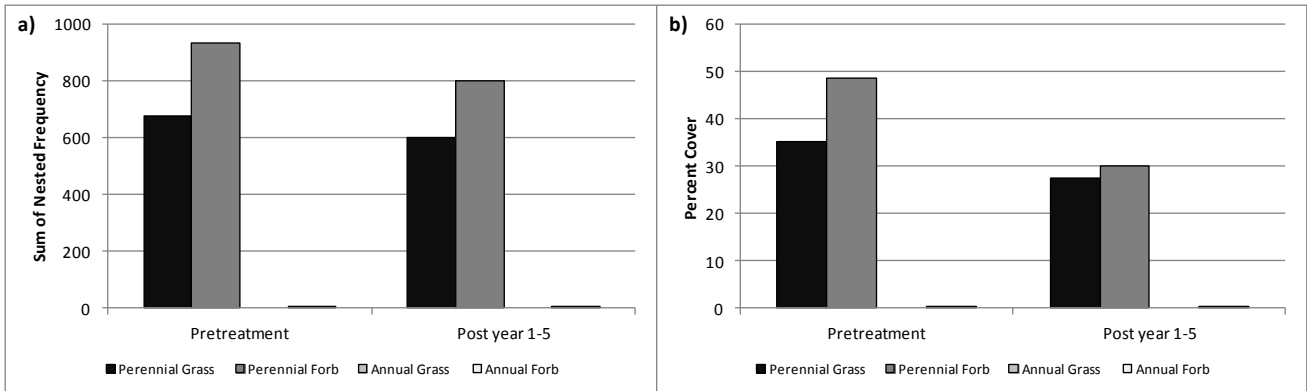 a)
Sum of Nested Frequency
1000
800
600
400
200
0
Pretreatment Post year 1-5
Perennial Grass Perennial Forb Annual Grass Annual Forb
b)
Percent Cover
60
50
40
30
20
10
0
Pretreatment Post year 1-5
Perennial Grass Perennial Forb Annual Grass Annual Forb